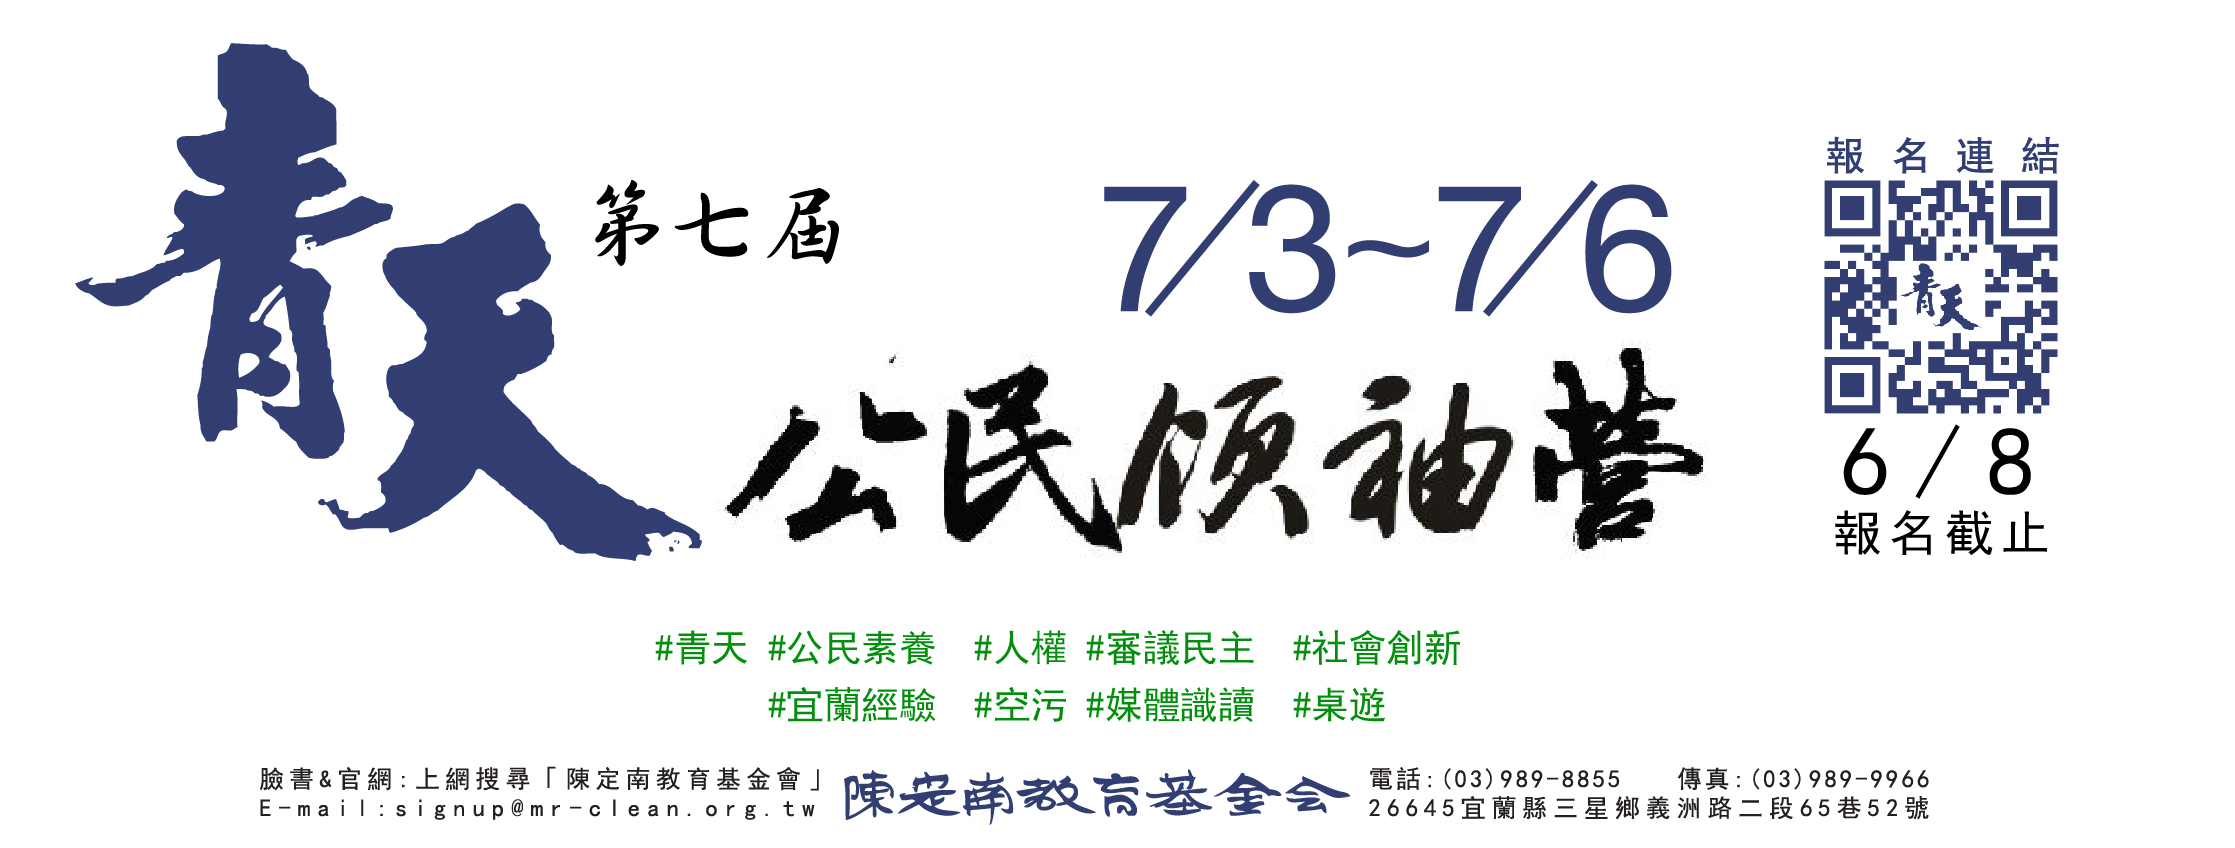 青天
第七屆
7/3~7/6
公民領袖營
報名連結
青天
6/8
報名截止
#青天 #公民素養 #人權 #審議民主 #社會創新
#宜蘭經驗 #空污 #媒體識讀 #桌遊
臉書&官網:上網搜尋「陳定南教育基金會」
E-mail:signup@mr-clean.org.tw
陳定南教育基金会
電話:(03)989-8855 傳真:(03)989-9966
26645宜蘭縣三星鄉義洲路二段65巷52號